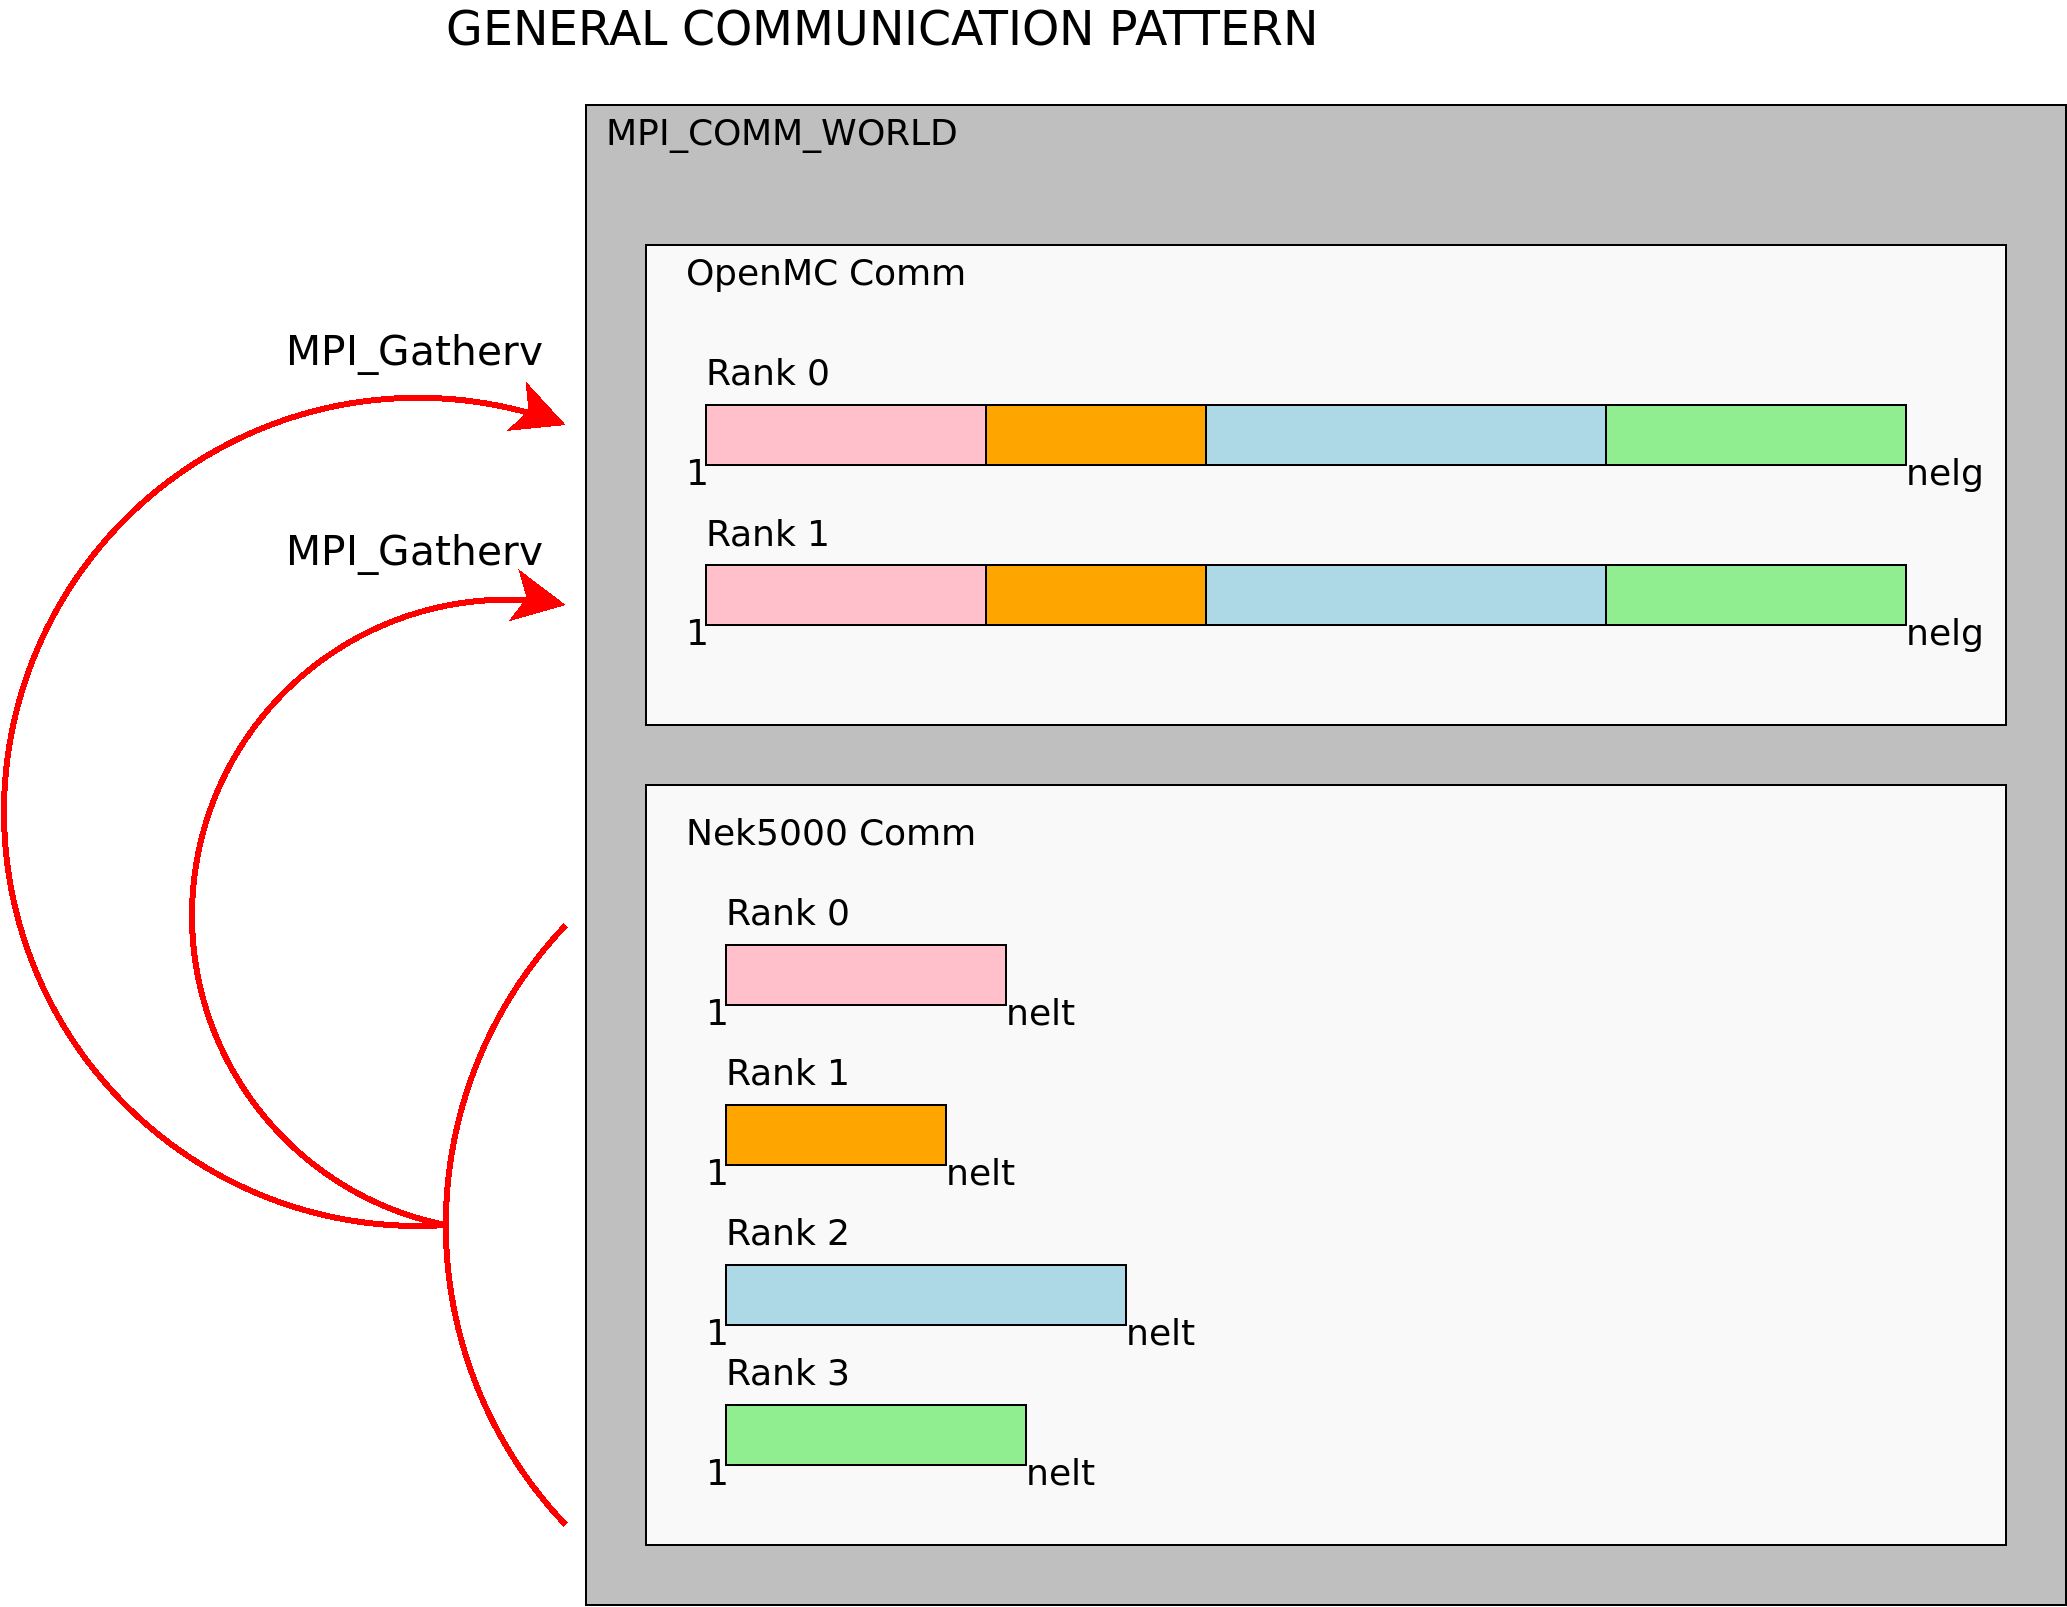 GENERAL COMMUNICATION PATTERN
MPI_COMM_WORLD
OpenMC Comm
MPI_Gatherv
Rank 0
1
nelg
MPI_Gatherv
Rank 1
1
nelg
Nek5000 Comm
Rank 0
1
nelt
Rank 1
1
nelt
Rank 2
1
nelt
Rank 3
1
nelt